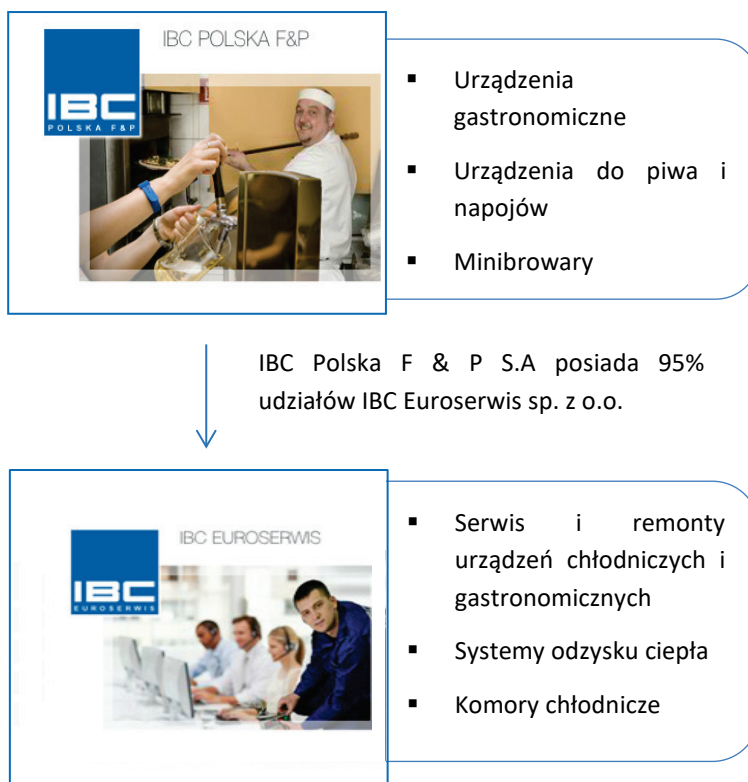 IBC POLSKA F&P
IBC
POLSKA F&P
▪ Urządzenia
gastronomiczne
▪ Urządzenia do piwa i
napojów
▪ Minibrowary
IBC Polska F & P S.A posiada 95%
udziałów IBC Euroserwis sp. z o.o.
IBC EUROSERWIS
IBC
EUROSERWIS
▪ Serwis i remonty
urządzeń chłodniczych i
gastronomicznych
▪ Systemy odzysku ciepła
▪ Komory chłodnicze